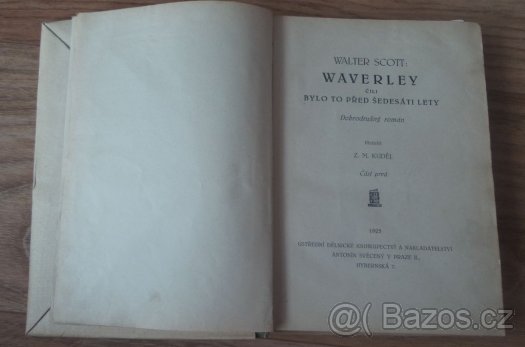 WALTER SCOTT:
WAVERLEY
ČILI
BYLO TO PŘED ŠEDESÁTI LETY
Dobrodružný román
Z. M. KUDĚJ.
Část prvá
1925
ÚSTŘEDNÍ DĚLNICKÉ KNIHKUPECTVÍ A NAKLADATELSTVÍ
ANTONÍN SVĚCENÝ V PRAZE II.,
HYBERNSKÁ 7.
Bazos.cz